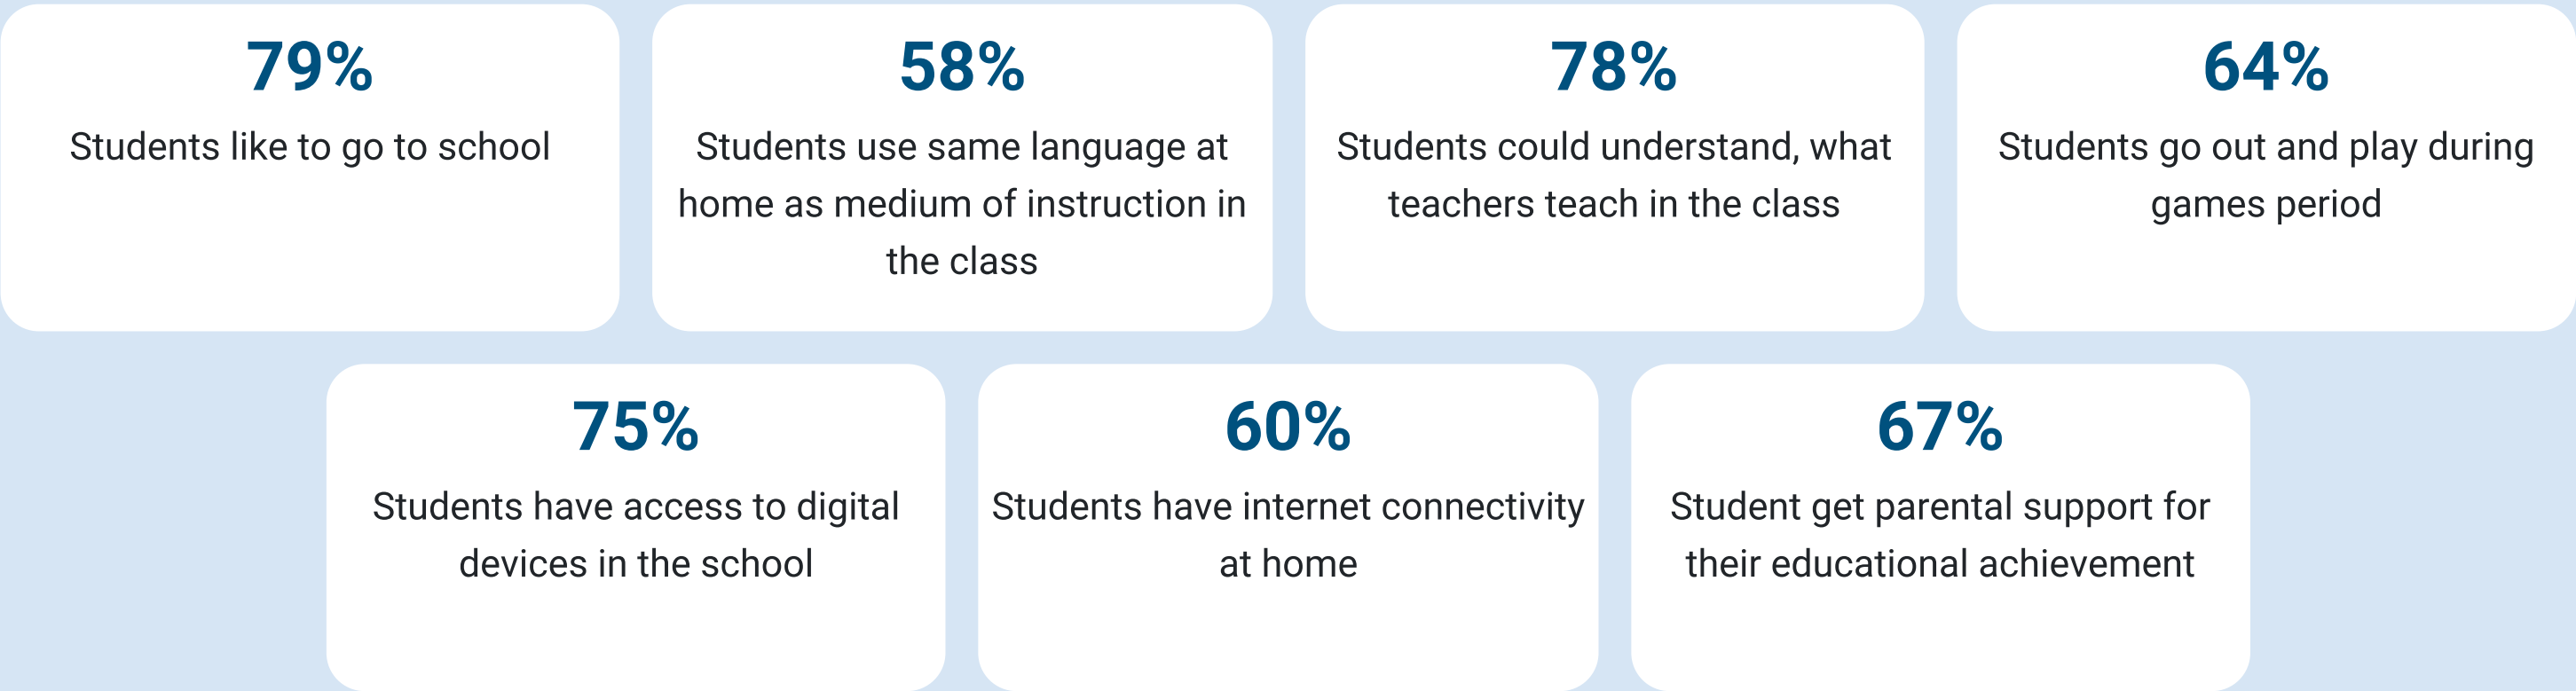 79%
Students like to go to school
58%
Students use same language at
home as medium of instruction in
the class
78%
Students could understand, what
teachers teach in the class
64%
Students go out and play during
games period
75%
Students have access to digital
devices in the school
60%
Students have internet connectivity
at home
67%
Student get parental support for
their educational achievement